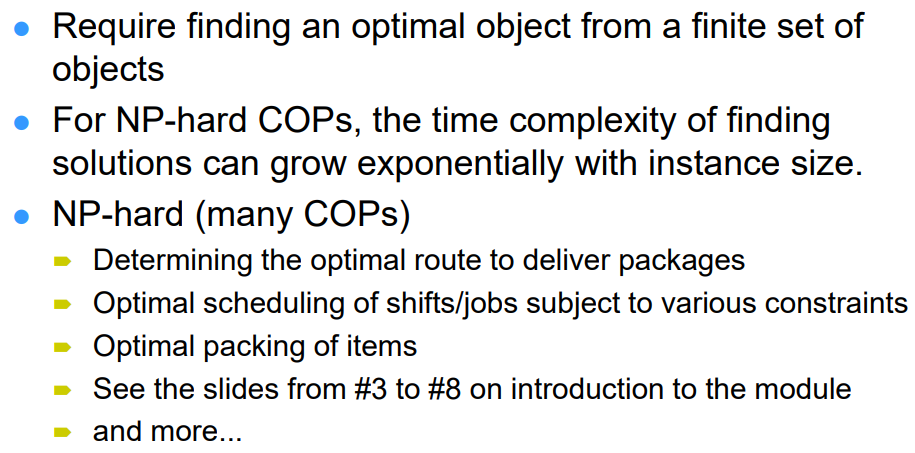 Require finding an optimal object from a finite set of
objects
For NP-hard COPs, the time complexity of finding
solutions can grow exponentially with instance size.
NP-hard (many COPs)
Determining the optimal route to deliver packages
Optimal scheduling of shifts/jobs subject to various constraints
Optimal packing of items
See the slides from #3 to #8 on introduction to the module
and more...